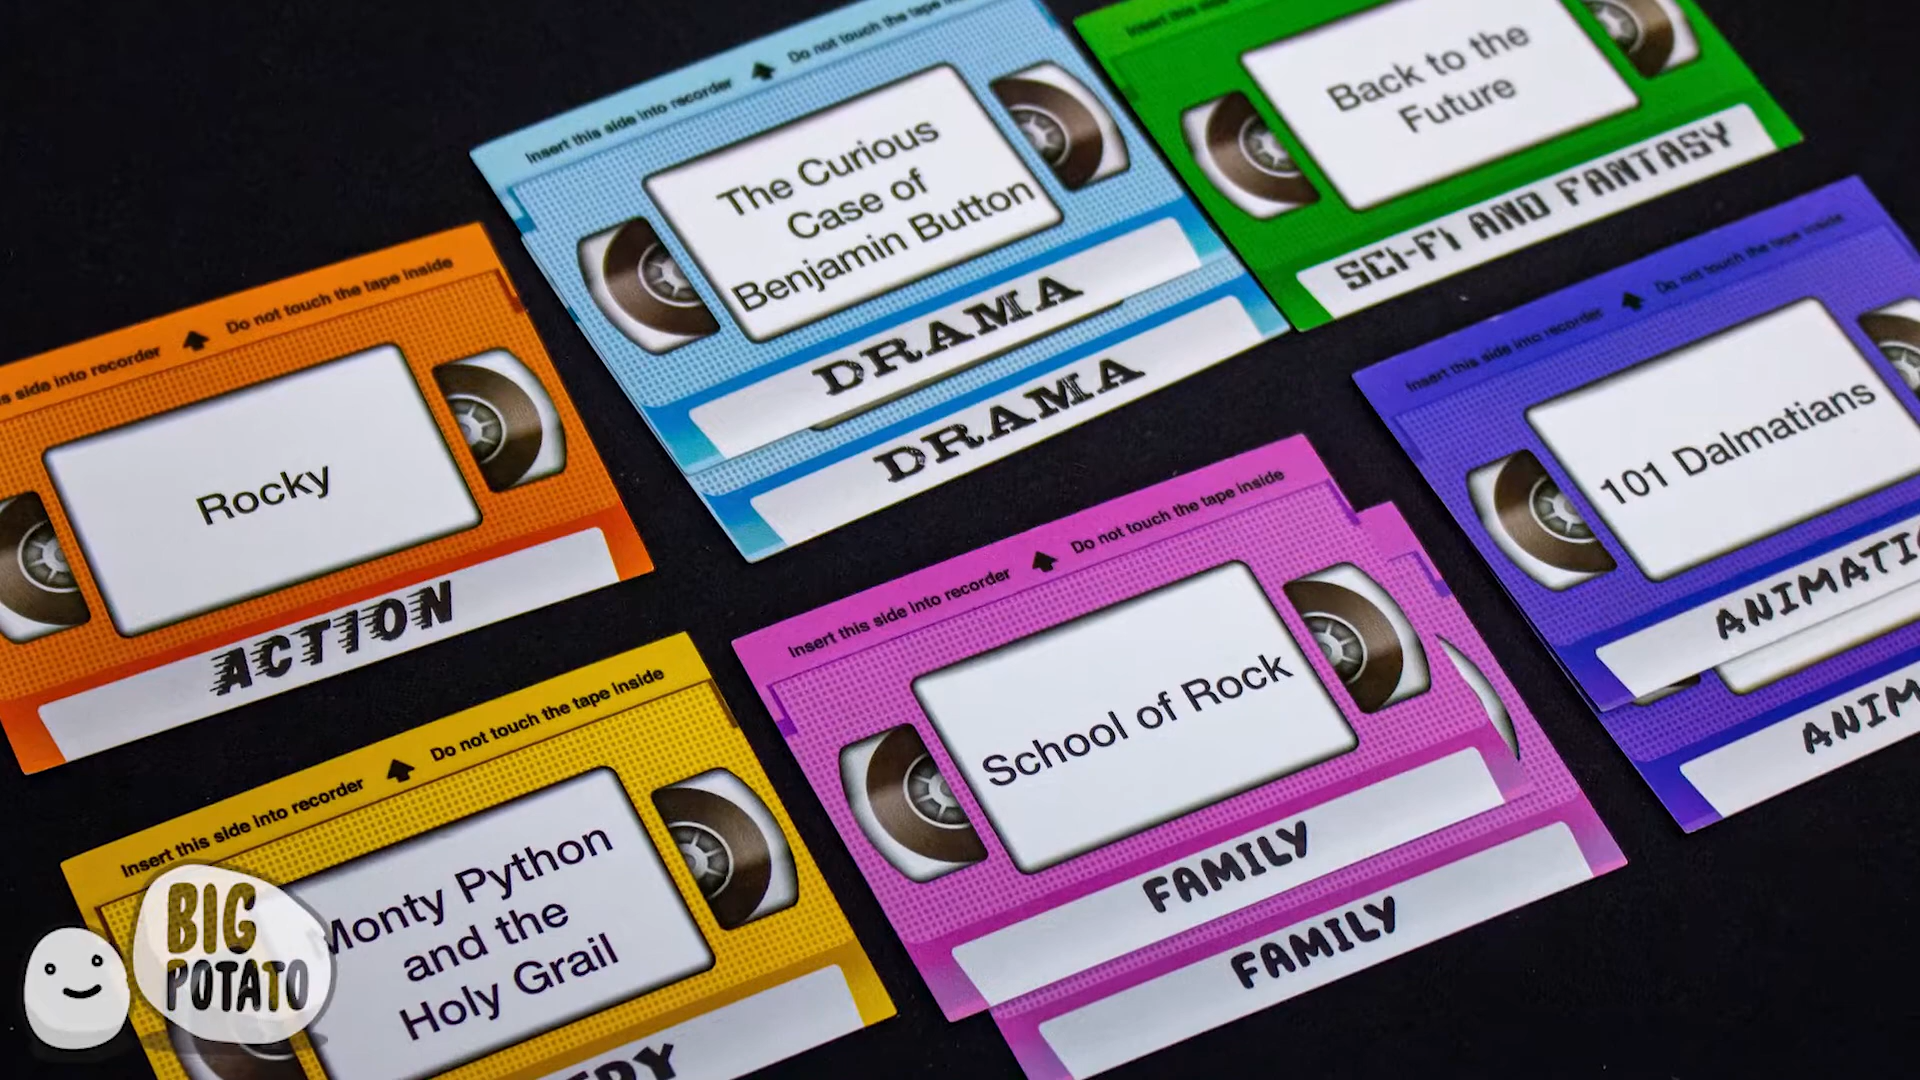 Insert this side into recorder
Do not touch the tape
The Curious
Case of
Benjamin Button
DRAMA
DRAMA
Insert this side
Back to the
Future
SCI-FI AND FANTASY
side into recorder
Do not touch the tape inside
Rocky
ACTION
Insert this side into recorder
Do not touch the tape inside
101 Dalmatians
Insert this side into recorder
Do not touch the tape inside
School of Rock
FAMILY
FAMILY
Insert this side into recorder
Do not touch the tape inside
Monty Python
and the
Holy Grail
BIG
POTATO